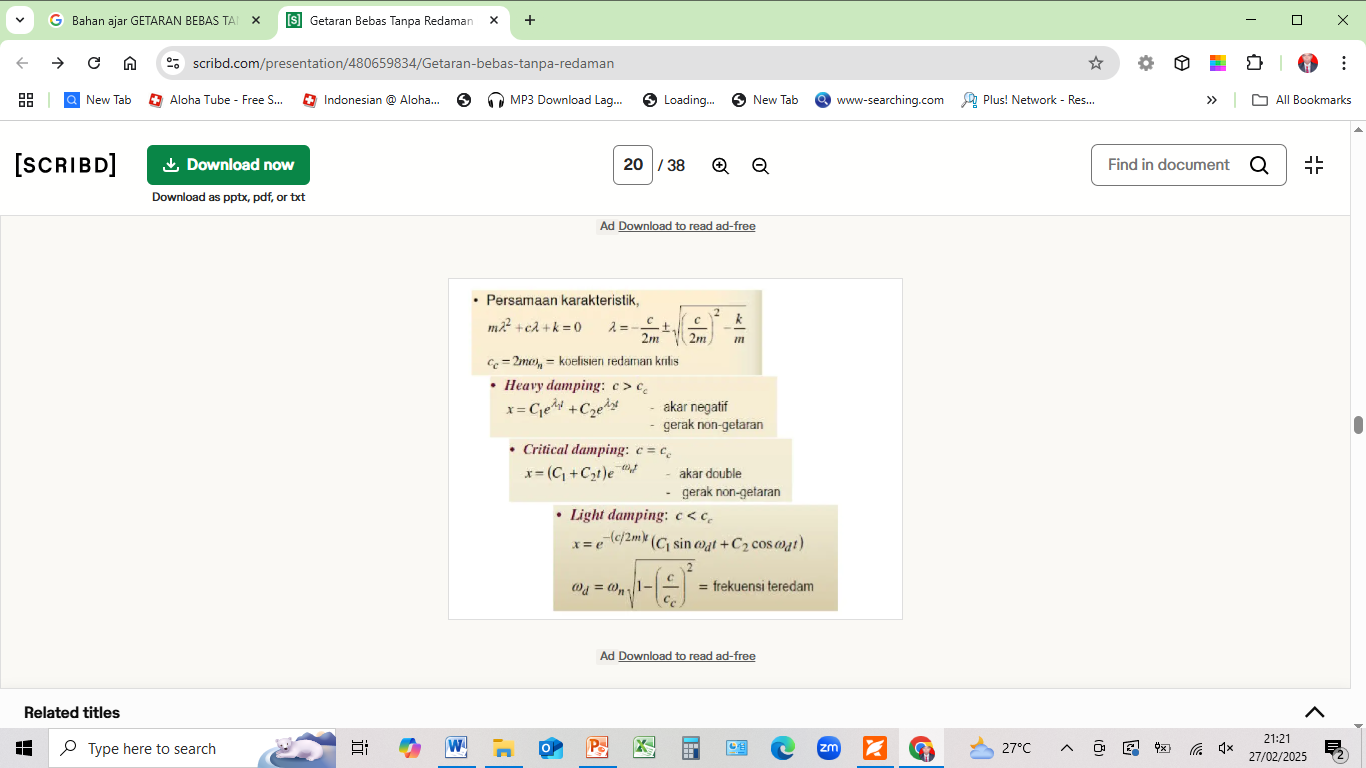 Bahan ajar GETARAN BEBAS TA
Getaran Bebas Tanpa Redaman
scribd.com/presentation/480659834/Getaran-bebas-tanpa-redaman
New Tab
Aloha Tube - Free S...
Indonesian @ Aloha...
MP3 Download Lag...
Loading...
New Tab
www-searching.com
Plus! Network - Res...
All Bookmarks
[SCRIBD]
Download now
20 / 38
Find in document
Download as pptx, pdf, or txt
Ad Download to read ad-free
• Persamaan karakteristik,
mλ² + cλ + k = 0 λ = -c/2m ± √((c/2m)² - k/m)
c_c = 2mω_n = koefisien redaman kritis
• Heavy damping: c > c_c
x = C₁e^(λ₁t) + C₂e^(λ₂t) - akar negatif
- gerak non-getaran
• Critical damping: c = c_c
x = (C₁ + C₂t)e^(-ω_n t) - akar double
- gerak non-getaran
• Light damping: c < c_c
x = e^(-(c/2m)t) (C₁ sin ω_d t + C₂ cos ω_d t)
ω_d = ω_n √(1 - (c/c_c)²) = frekuensi teredam
Ad Download to read ad-free
Related titles
Type here to search
zm
27°C
21:21
27/02/2025
2